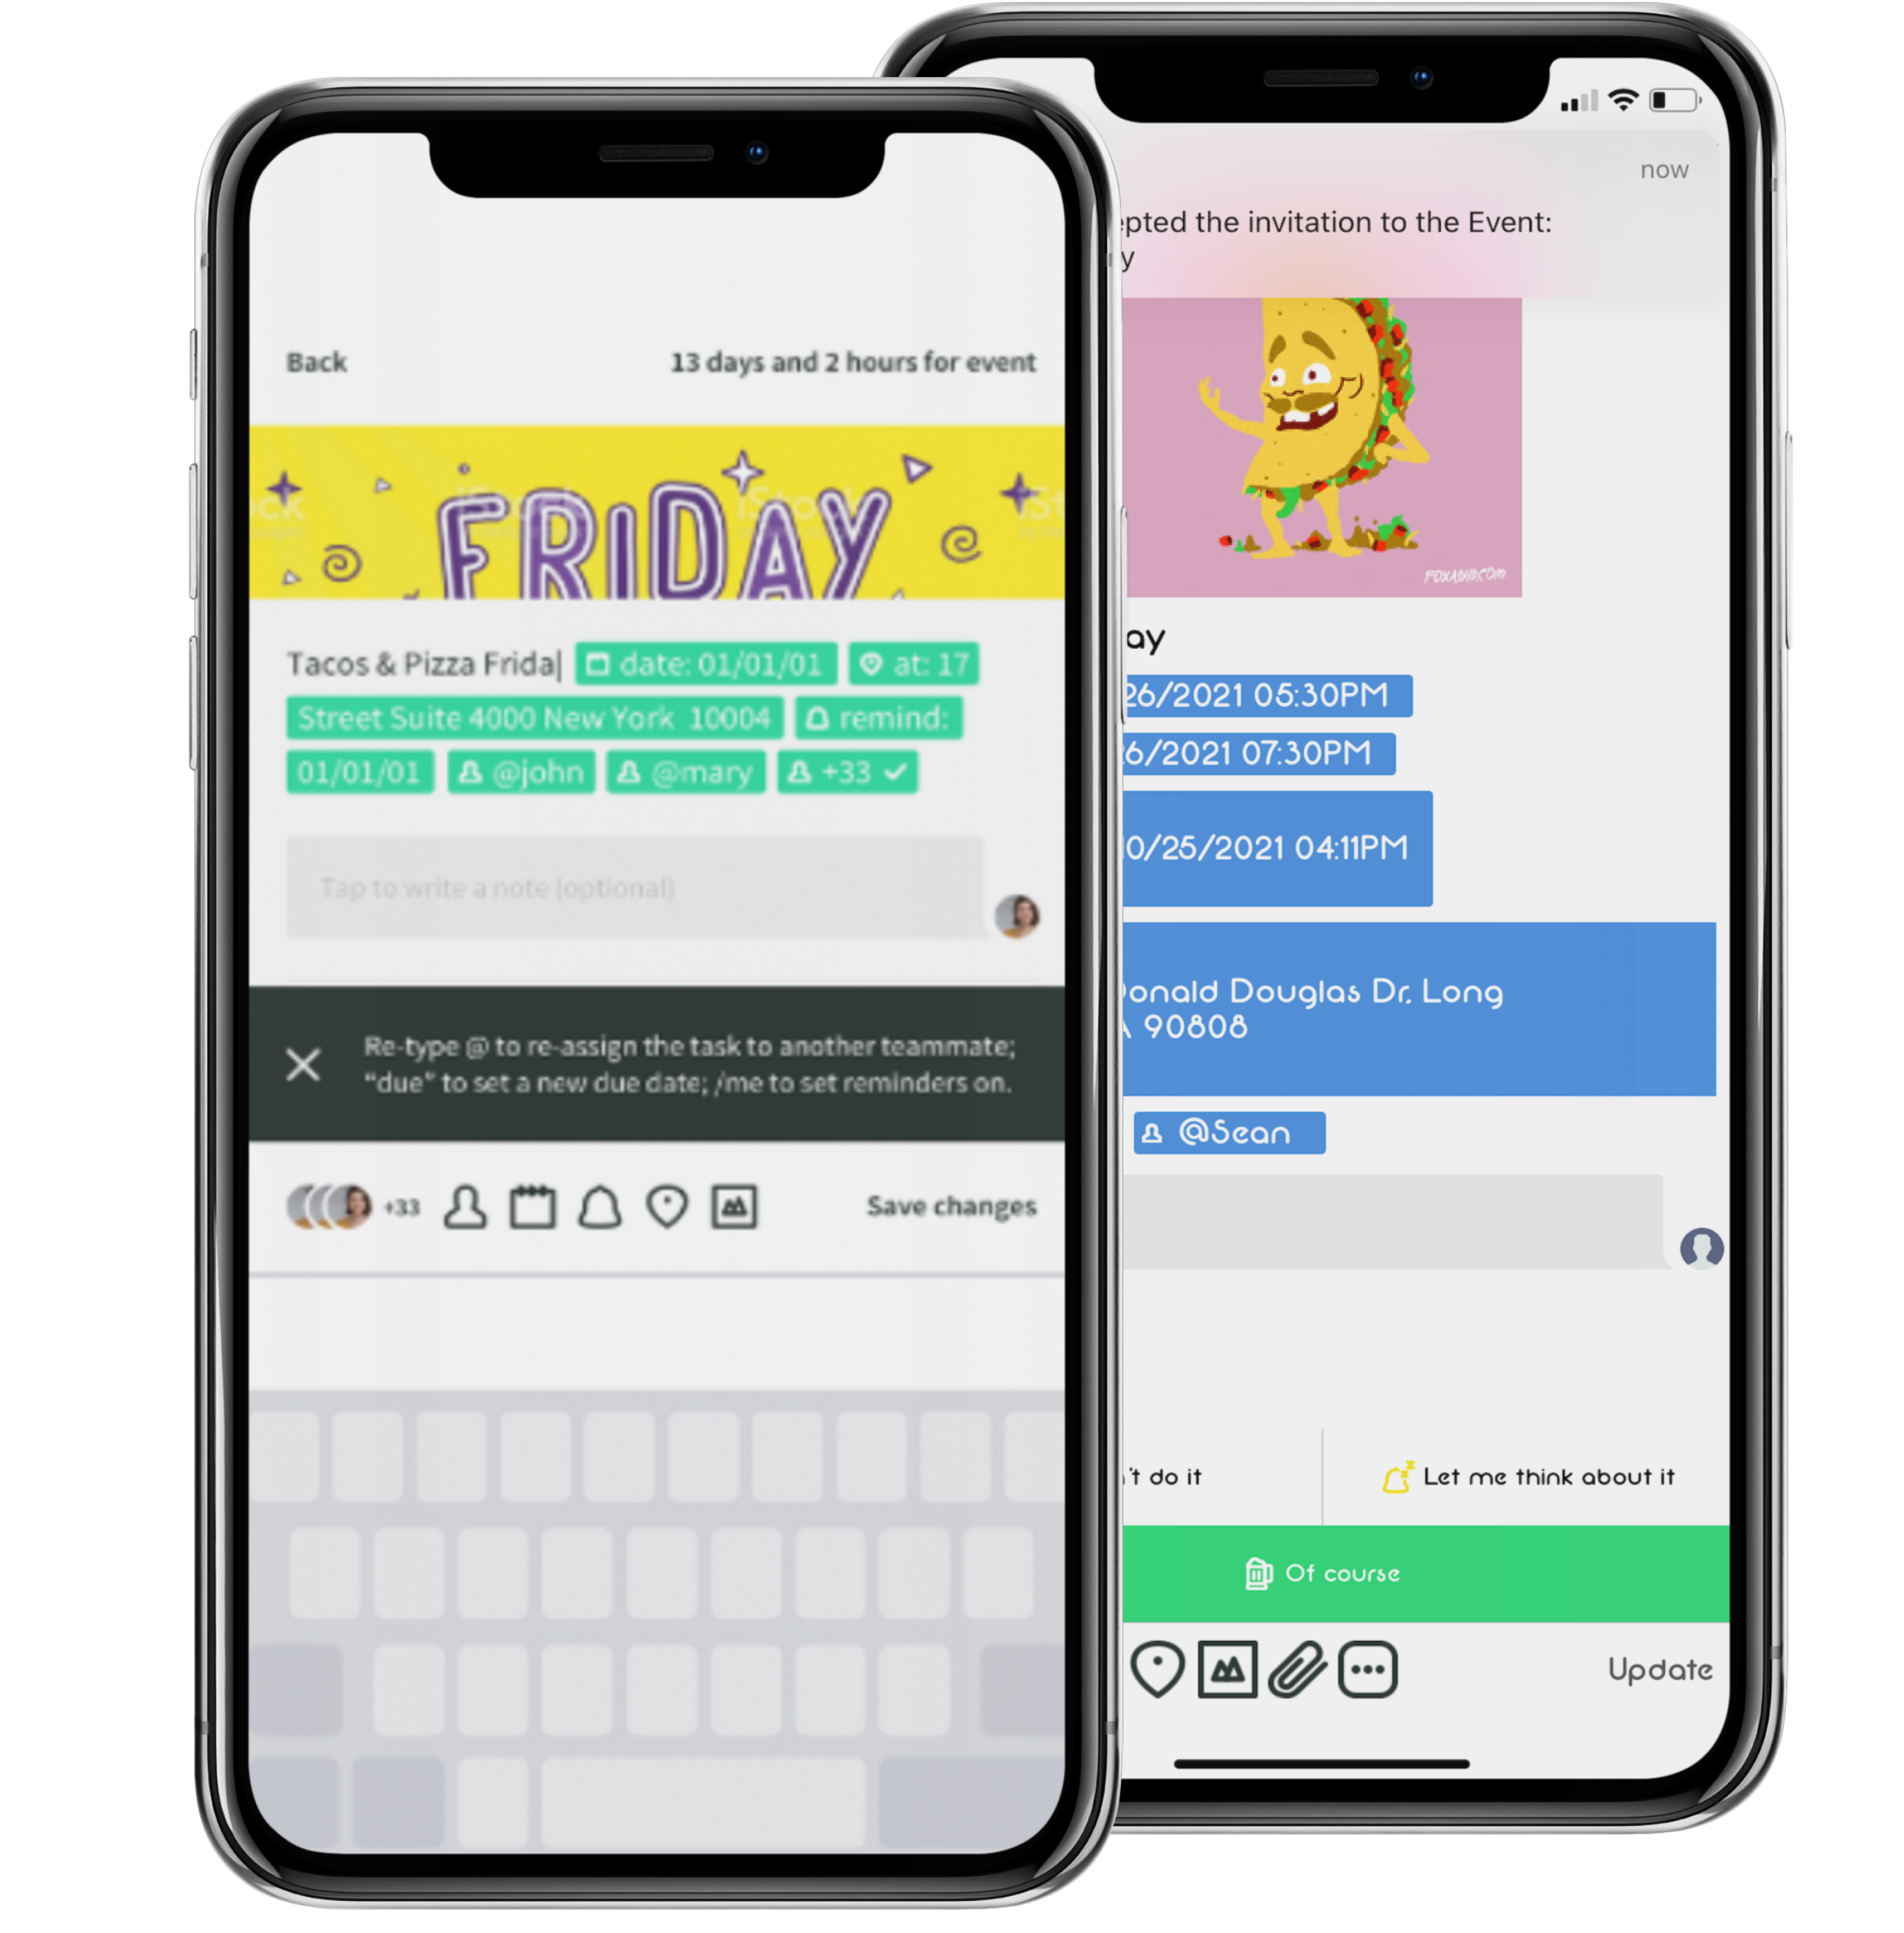 Back
13 days and 2 hours for event
iStock
FRIDAY
Tacos & Pizza Frida| date: 01/01/01 at: 17
Street Suite 4000 New York 10004 remind:
01/01/01 @john @mary +33
Tap to write a note (optional)
Re-type @ to re-assign the task to another teammate;
"due" to set a new due date; /me to set reminders on.
+33
Save changes
now
epted the invitation to the Event:
y
ay
26/2021 05:30PM
6/2021 07:30PM
10/25/2021 04:11PM
onald Douglas Dr, Long
90808
@Sean
't do it
Let me think about it
Of course
Update